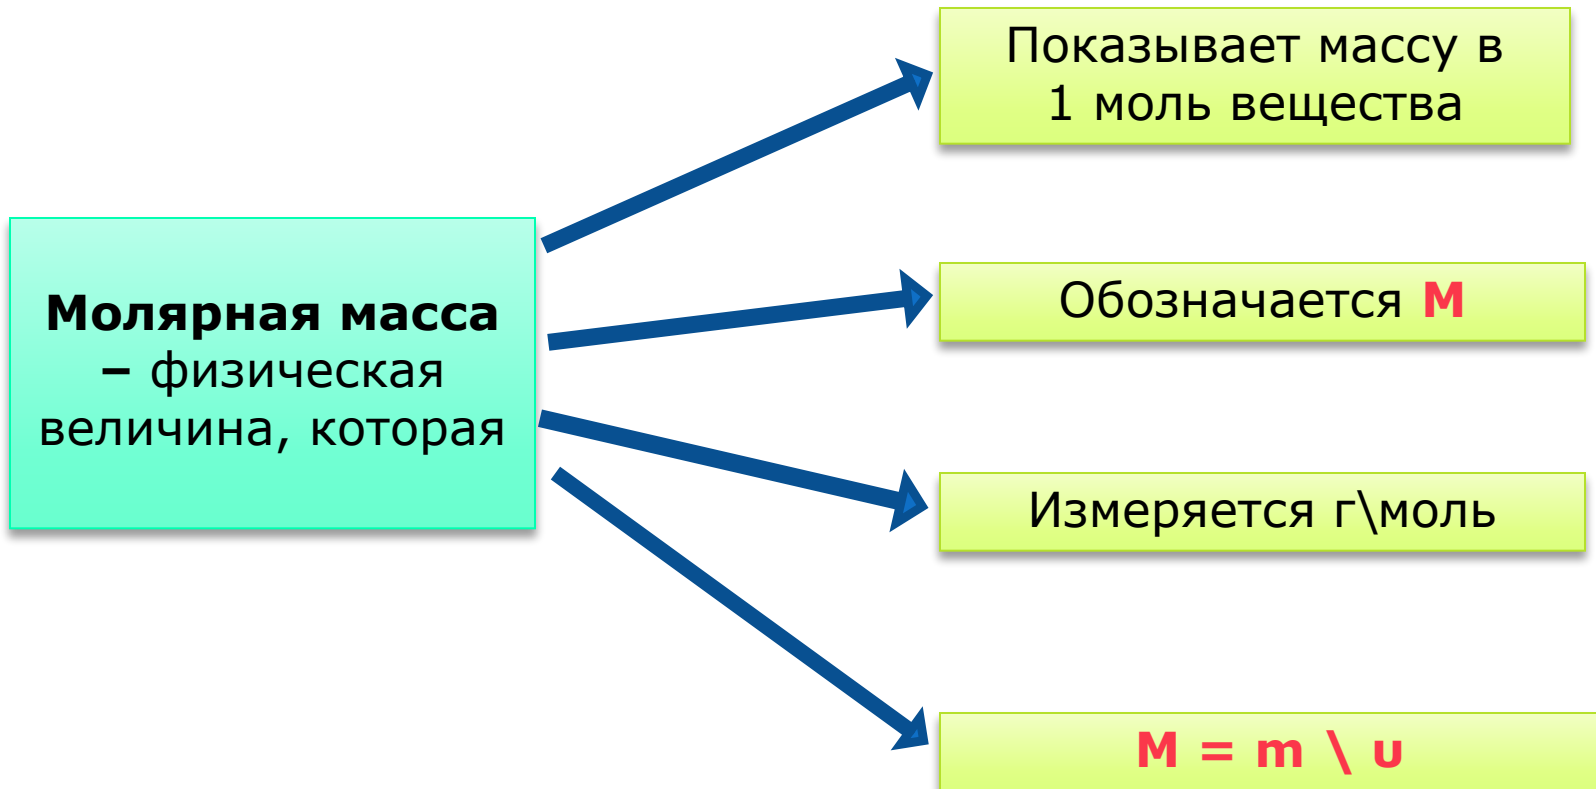 Показывает массу в
1 моль вещества
Молярная масса
– физическая
величина, которая
Обозначается М
Измеряется г\моль
М = m \ υ